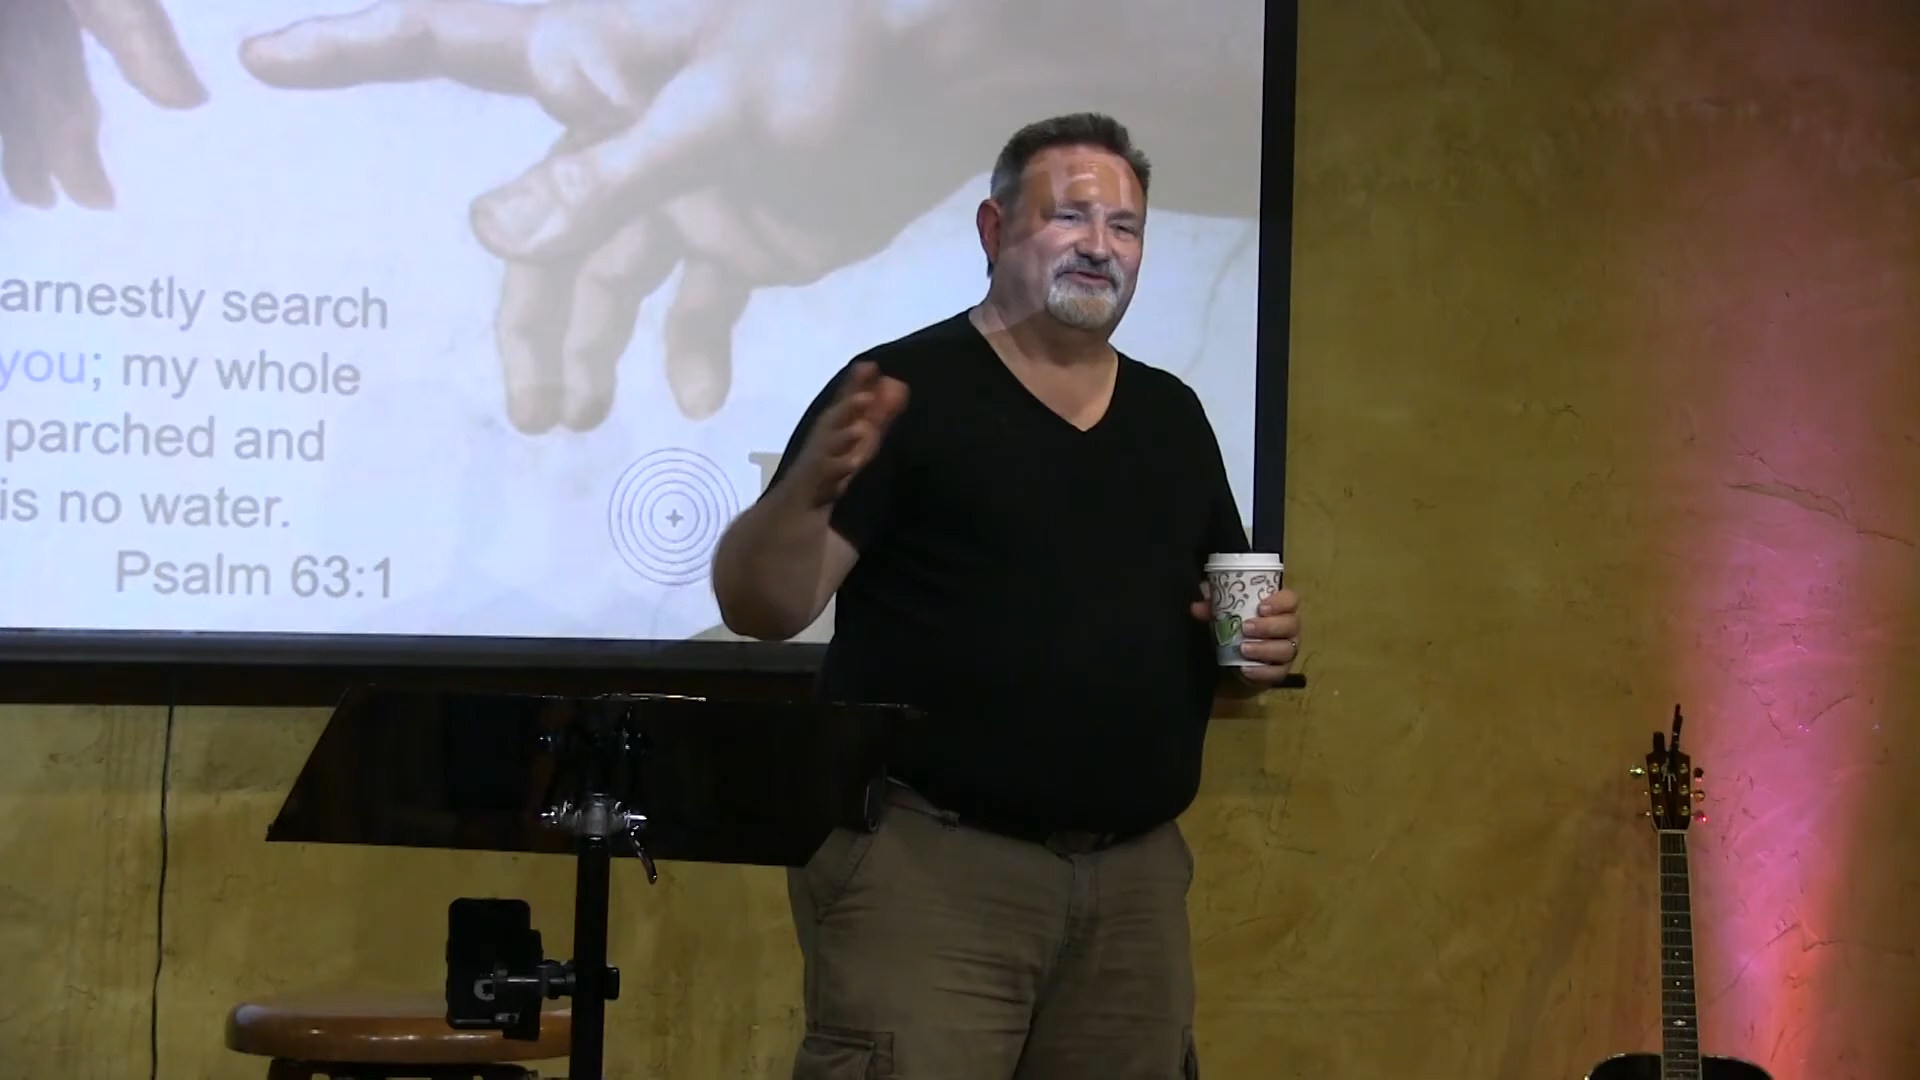 arnestly search
you; my whole
parched and
is no water.
Psalm 63:1